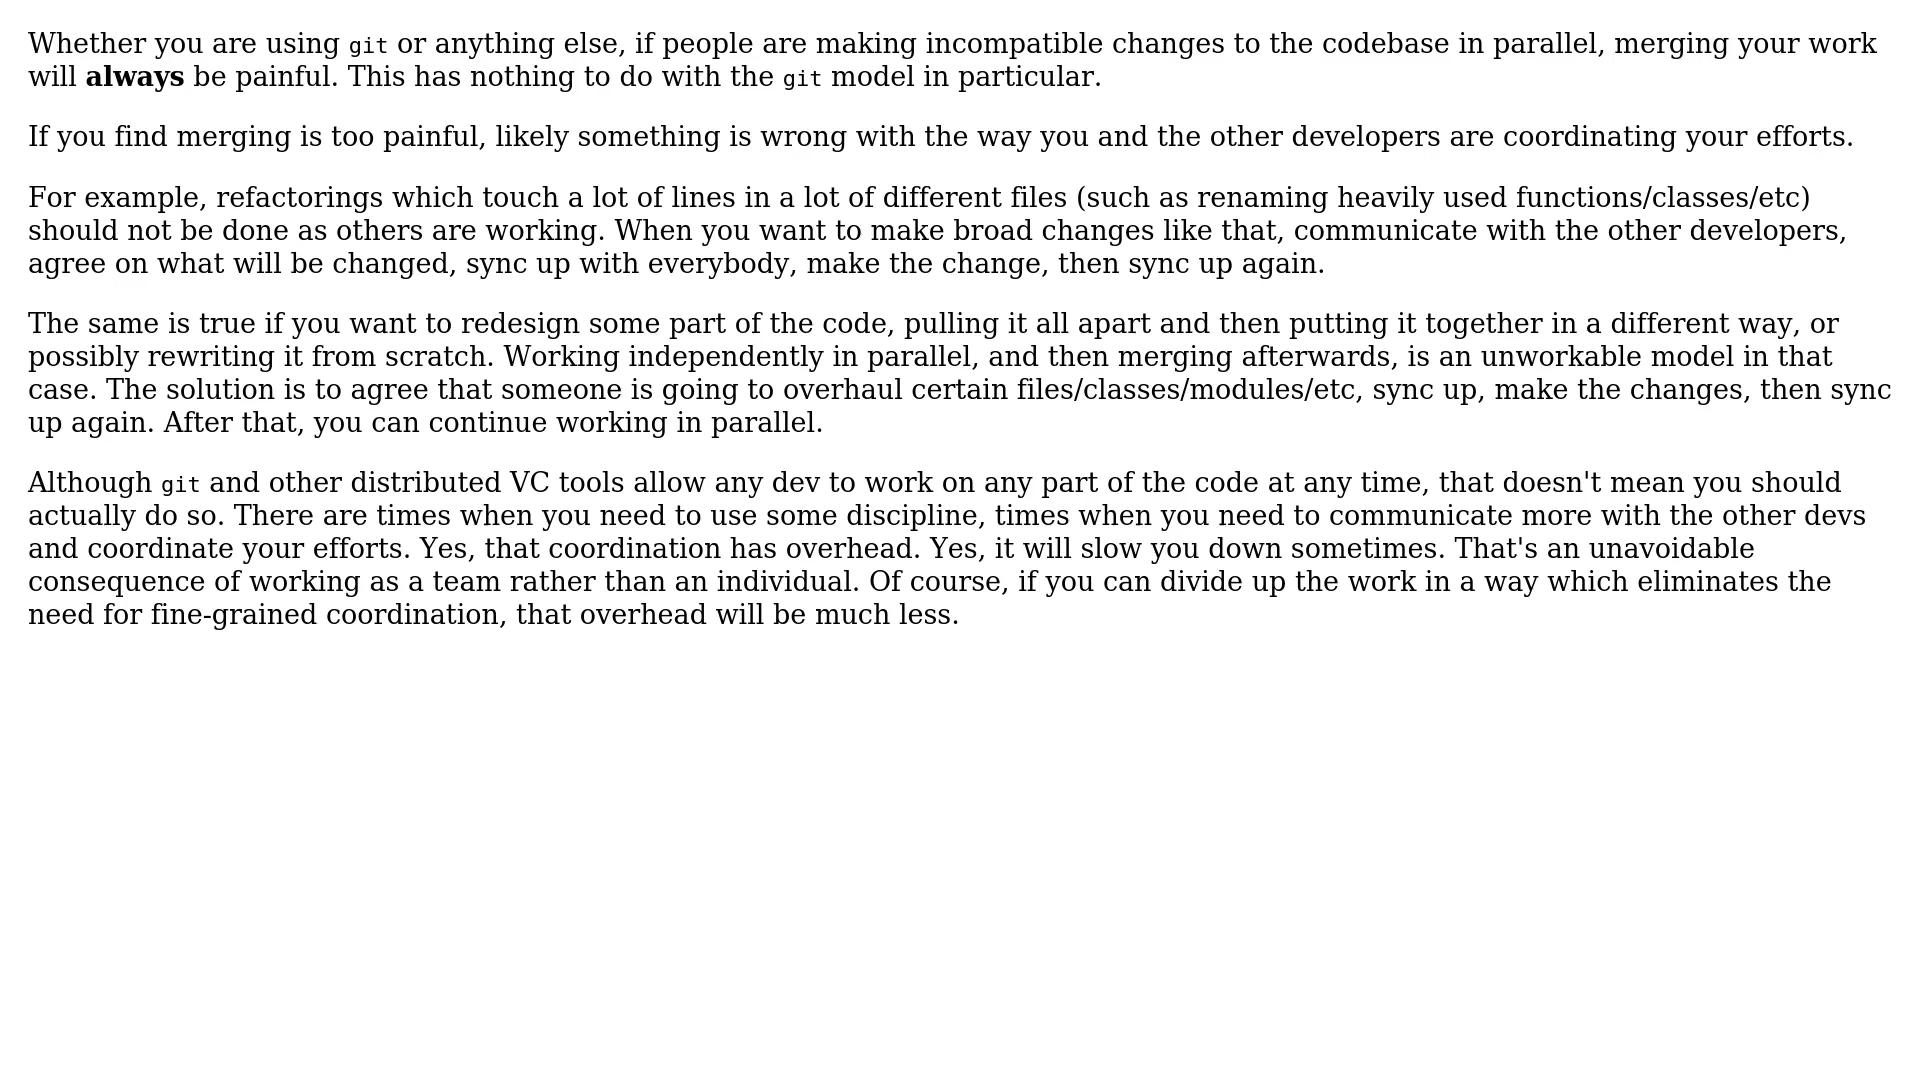 Whether you are using git or anything else, if people are making incompatible changes to the codebase in parallel, merging your work
will always be painful. This has nothing to do with the git model in particular.
If you find merging is too painful, likely something is wrong with the way you and the other developers are coordinating your efforts.
For example, refactorings which touch a lot of lines in a lot of different files (such as renaming heavily used functions/classes/etc)
should not be done as others are working. When you want to make broad changes like that, communicate with the other developers,
agree on what will be changed, sync up with everybody, make the change, then sync up again.
The same is true if you want to redesign some part of the code, pulling it all apart and then putting it together in a different way, or
possibly rewriting it from scratch. Working independently in parallel, and then merging afterwards, is an unworkable model in that
case. The solution is to agree that someone is going to overhaul certain files/classes/modules/etc, sync up, make the changes, then sync
up again. After that, you can continue working in parallel.
Although git and other distributed VC tools allow any dev to work on any part of the code at any time, that doesn't mean you should
actually do so. There are times when you need to use some discipline, times when you need to communicate more with the other devs
and coordinate your efforts. Yes, that coordination has overhead. Yes, it will slow you down sometimes. That's an unavoidable
consequence of working as a team rather than an individual. Of course, if you can divide up the work in a way which eliminates the
need for fine-grained coordination, that overhead will be much less.